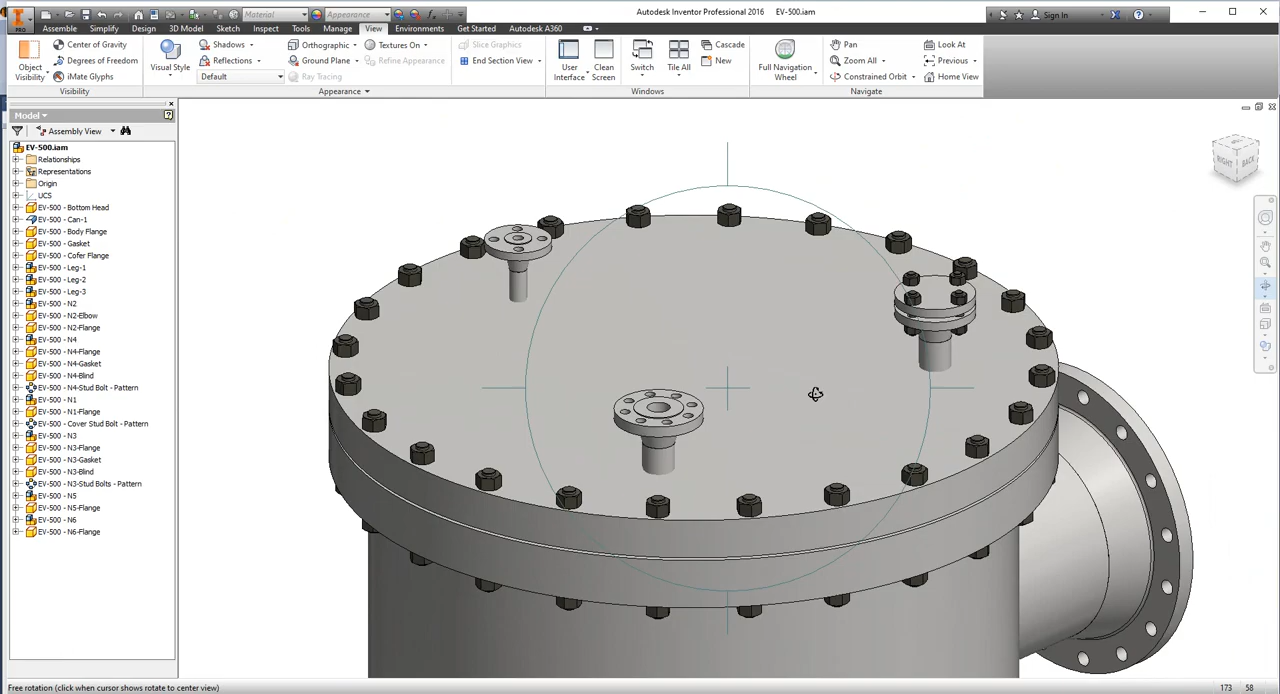 Autodesk Inventor Professional 2016 EV-500.iam
Material
Appearance
Sign In
PRO
Assemble Simplify Design 3D Model Sketch Inspect Tools Manage View Environments Get Started Autodesk A360
Object Visibility
Center of Gravity
Degrees of Freedom
iMate Glyphs
Visibility
Visual Style
Shadows
Reflections
Default
Orthographic
Ground Plane
Ray Tracing
Textures On
Refine Appearance
Slice Graphics
End Section View
Appearance
User Interface
Clean Screen
Switch
Tile All
Cascade
New
Windows
Full Navigation Wheel
Pan
Zoom All
Constrained Orbit
Look At
Previous
Home View
Navigate
Model
Assembly View
EV-500.iam
Relationships
Representations
Origin
UCS
EV-500 - Bottom Head
EV-500 - Can-1
EV-500 - Body Flange
EV-500 - Gasket
EV-500 - Cofer Flange
EV-500 - Leg-1
EV-500 - Leg-2
EV-500 - Leg-3
EV-500 - N2
EV-500 - N2-Elbow
EV-500 - N2-Flange
EV-500 - N4
EV-500 - N4-Flange
EV-500 - N4-Gasket
EV-500 - N4-Blind
EV-500 - N4-Stud Bolt - Pattern
EV-500 - N1
EV-500 - N1-Flange
EV-500 - Cover Stud Bolt - Pattern
EV-500 - N3
EV-500 - N3-Flange
EV-500 - N3-Gasket
EV-500 - N3-Blind
EV-500 - N3-Stud Bolts - Pattern
EV-500 - N5
EV-500 - N5-Flange
EV-500 - N6
EV-500 - N6-Flange
RIGHT
BACK
Free rotation (click when cursor shows rotate to center view)
173 58